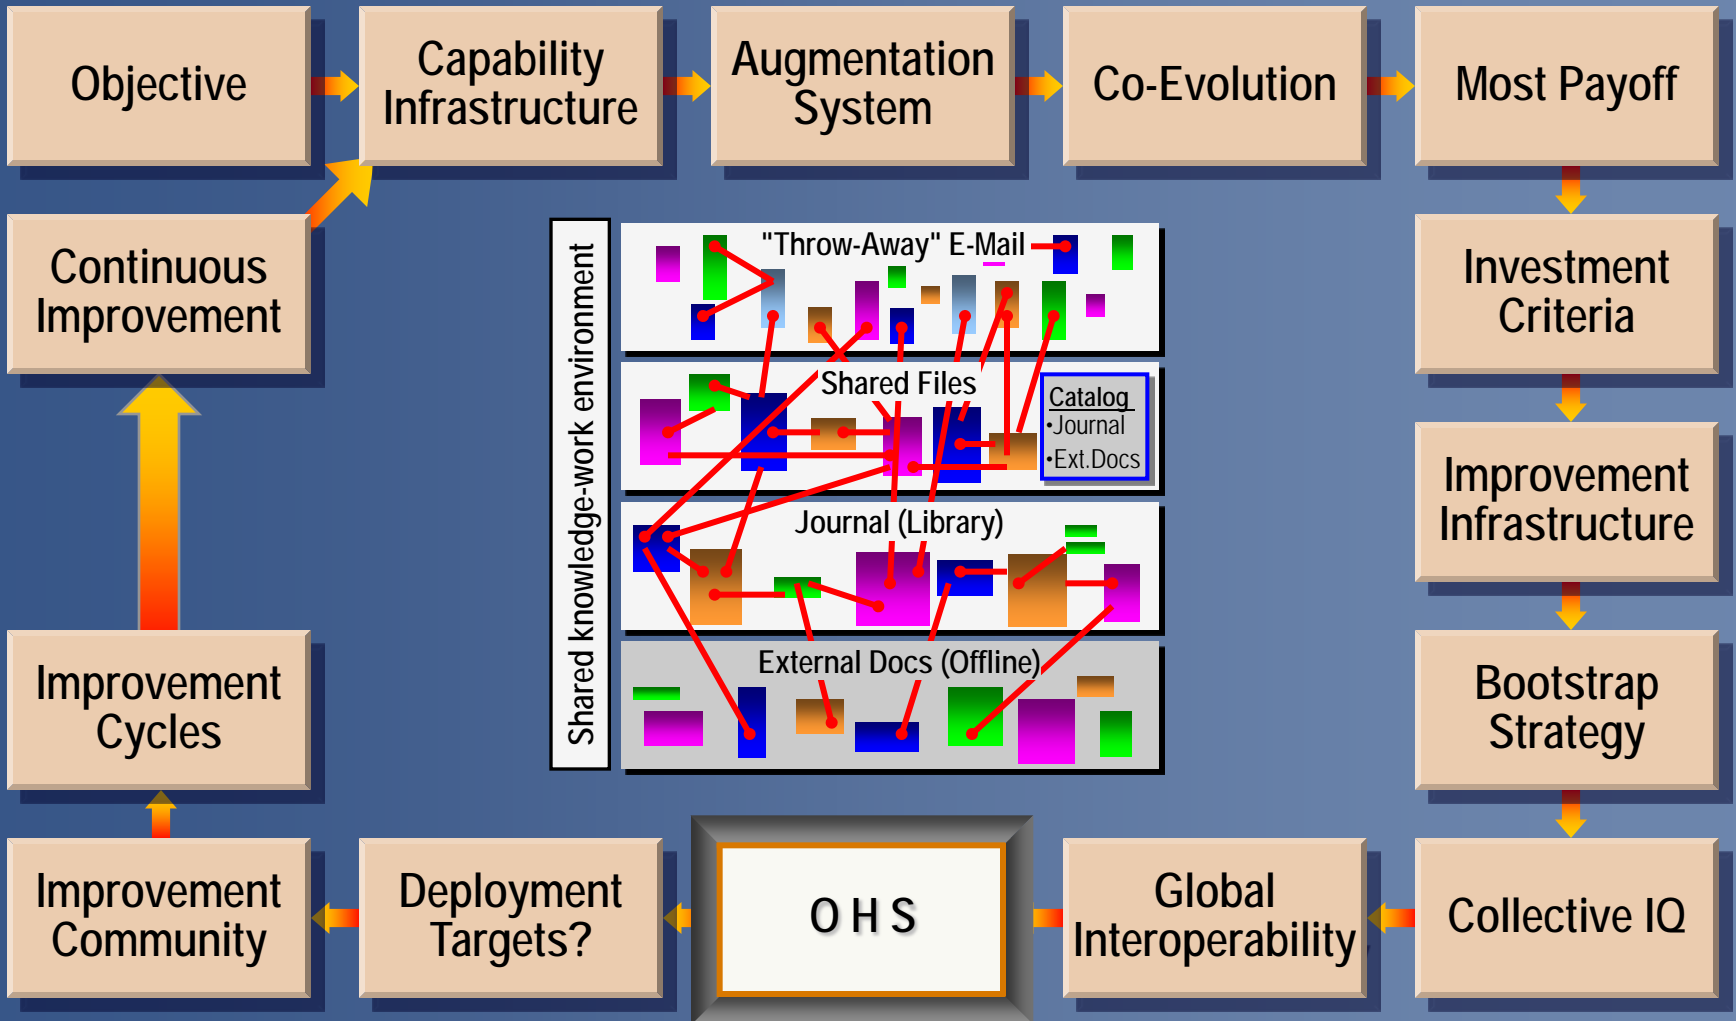 Objective
Capability
Infrastructure
Augmentation
System
Co-Evolution
Most Payoff
Continuous
Improvement
Shared knowledge-work environment
"Throw-Away" E-Mail
Shared Files
Catalog
•Journal
•Ext.Docs
Journal (Library)
External Docs (Offline)
Investment
Criteria
Improvement
Infrastructure
Bootstrap
Strategy
Improvement
Cycles
Improvement
Community
Deployment
Targets?
O H S
Global
Interoperability
Collective IQ